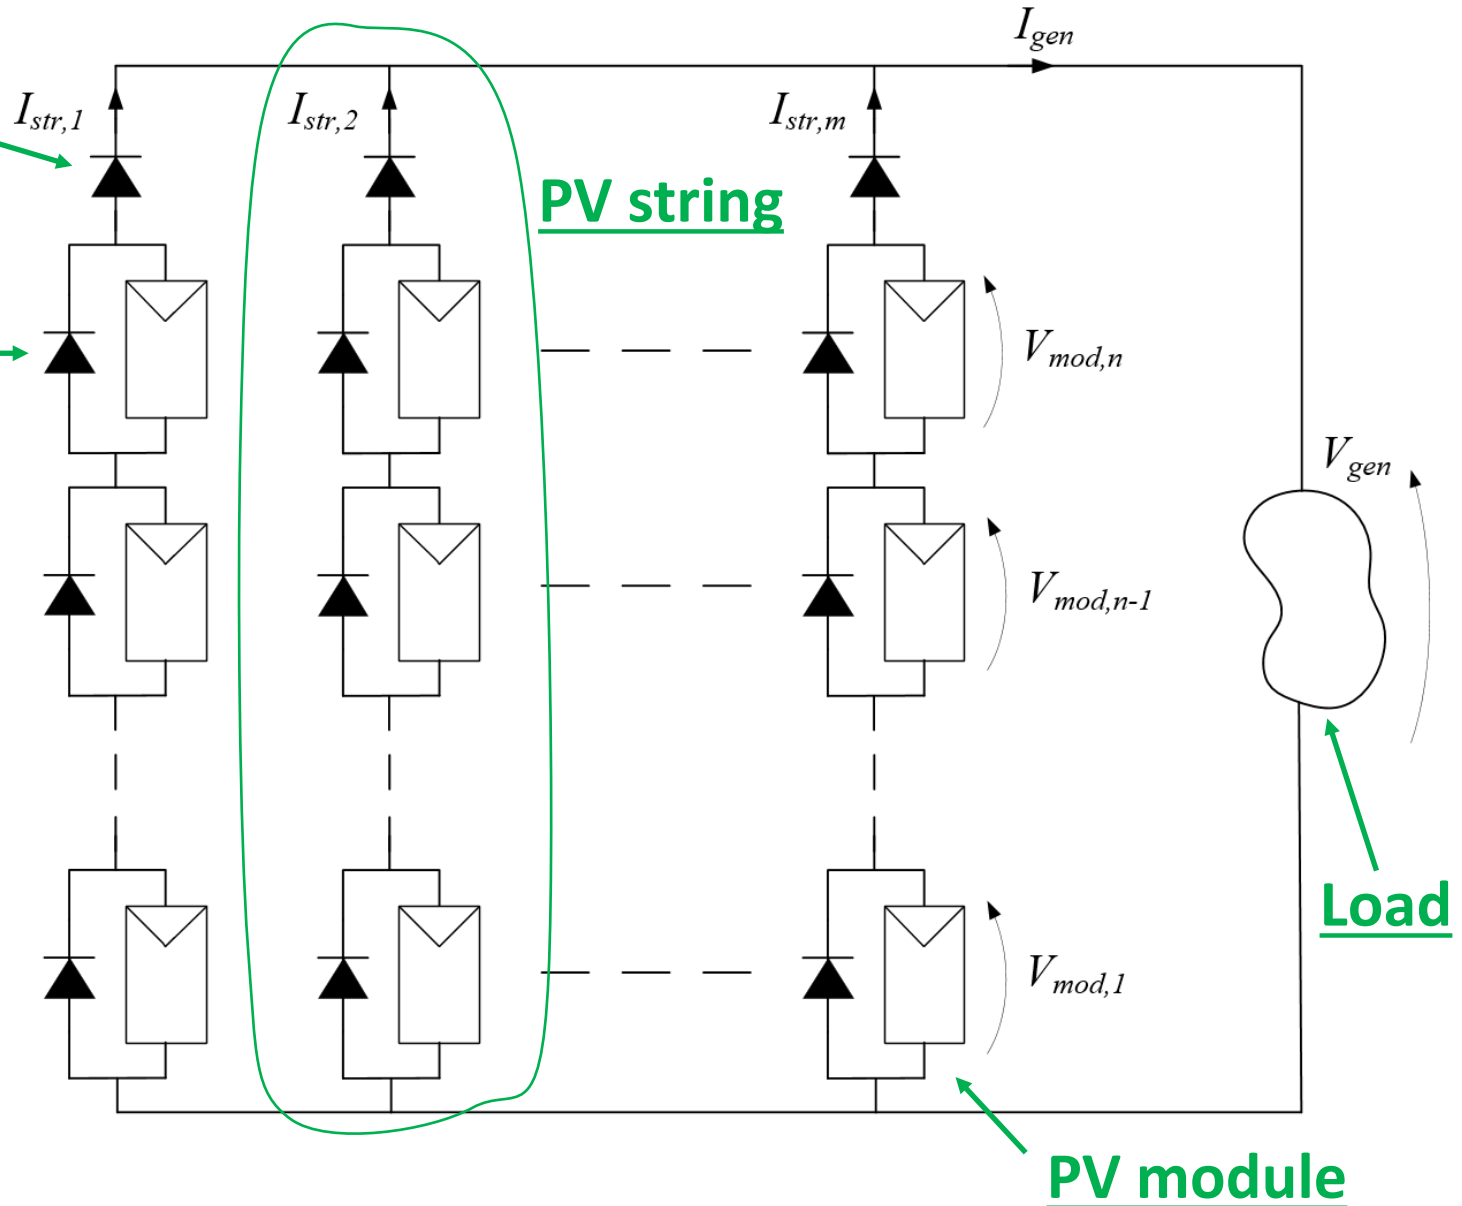 I_gen
I_str,1
I_str,2
I_str,m
PV string
V_mod,n
V_gen
V_mod,n-1
Load
V_mod,1
PV module